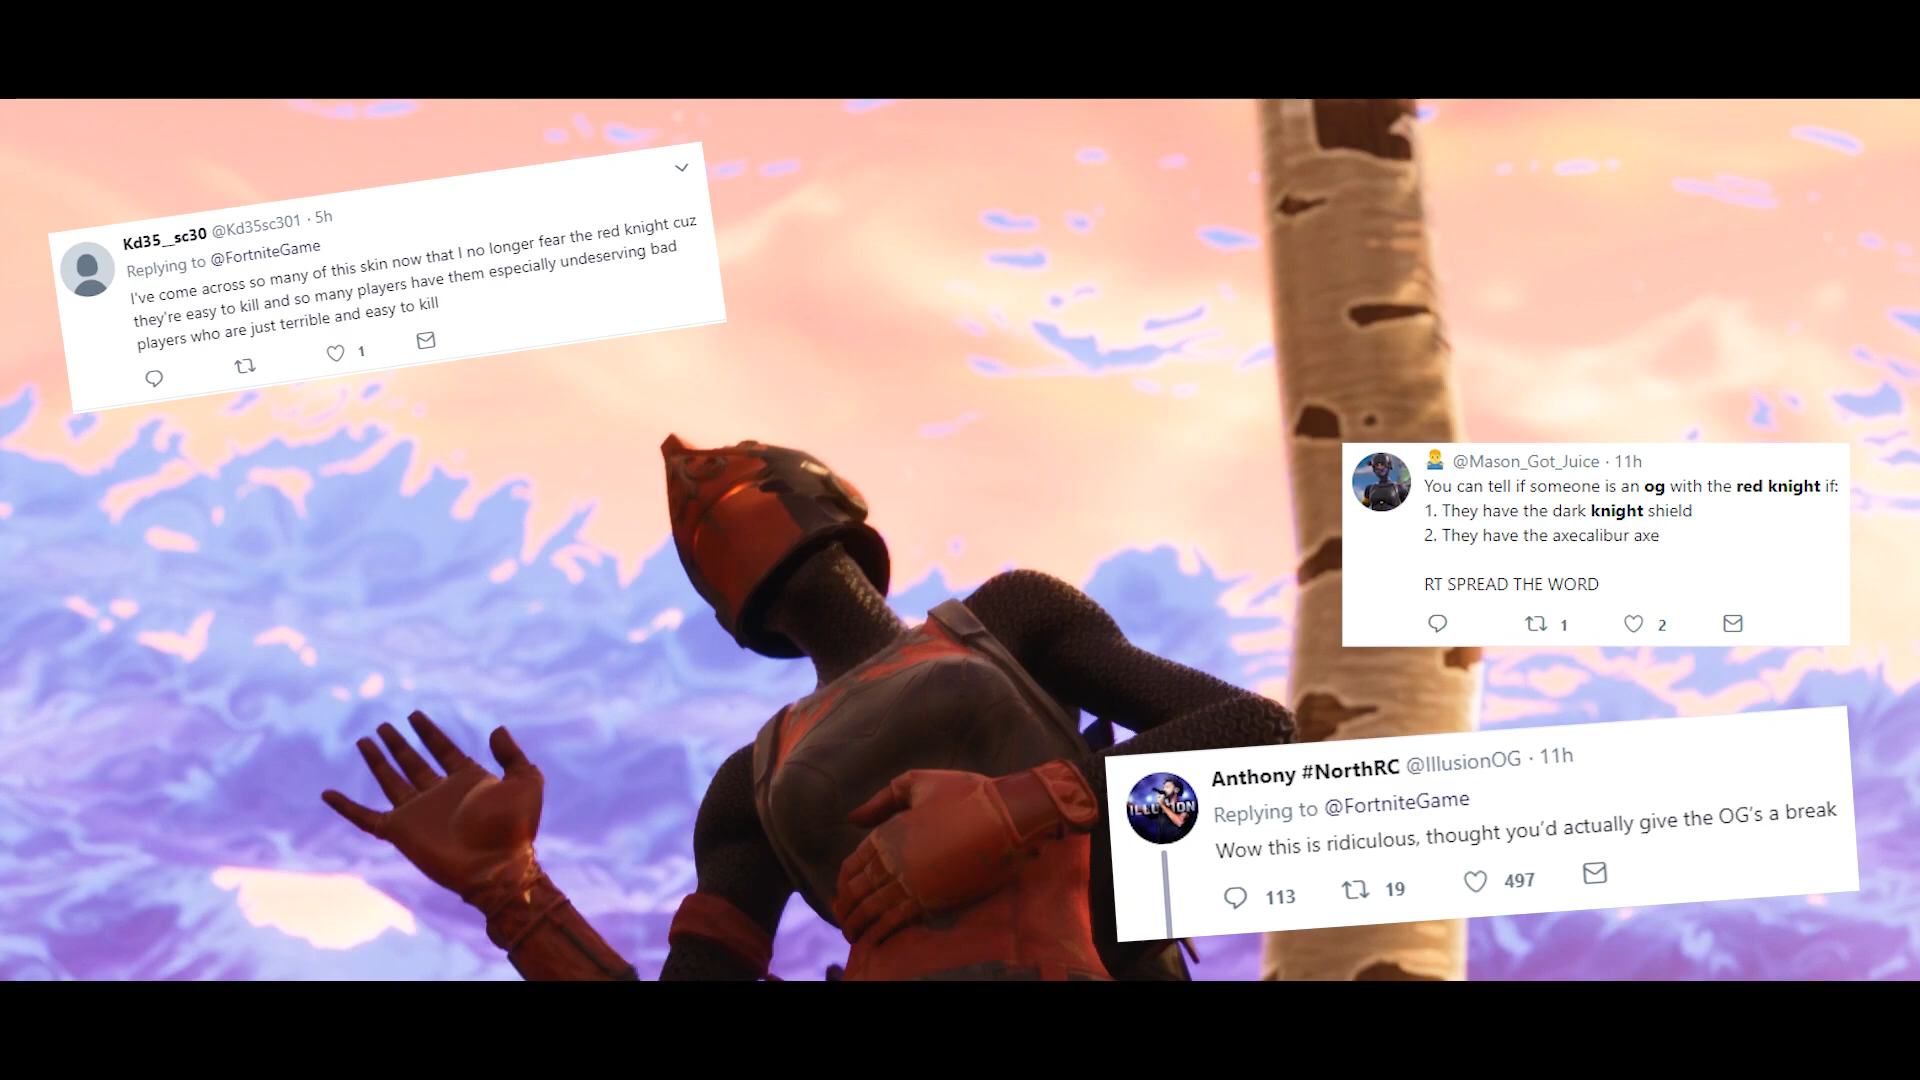 Kd35__sc30 @Kd35sc301 · 5h
Replying to @FortniteGame
I've come across so many of this skin now that I no longer fear the red knight cuz
they're easy to kill and so many players have them especially undeserving bad
players who are just terrible and easy to kill
1
@Mason_Got_Juice · 11h
You can tell if someone is an og with the red knight if:
1. They have the dark knight shield
2. They have the axecalibur axe
RT SPREAD THE WORD
1 2
ILLUSION
Anthony #NorthRC @IllusionOG · 11h
Replying to @FortniteGame
Wow this is ridiculous, thought you’d actually give the OG’s a break
113 19 497